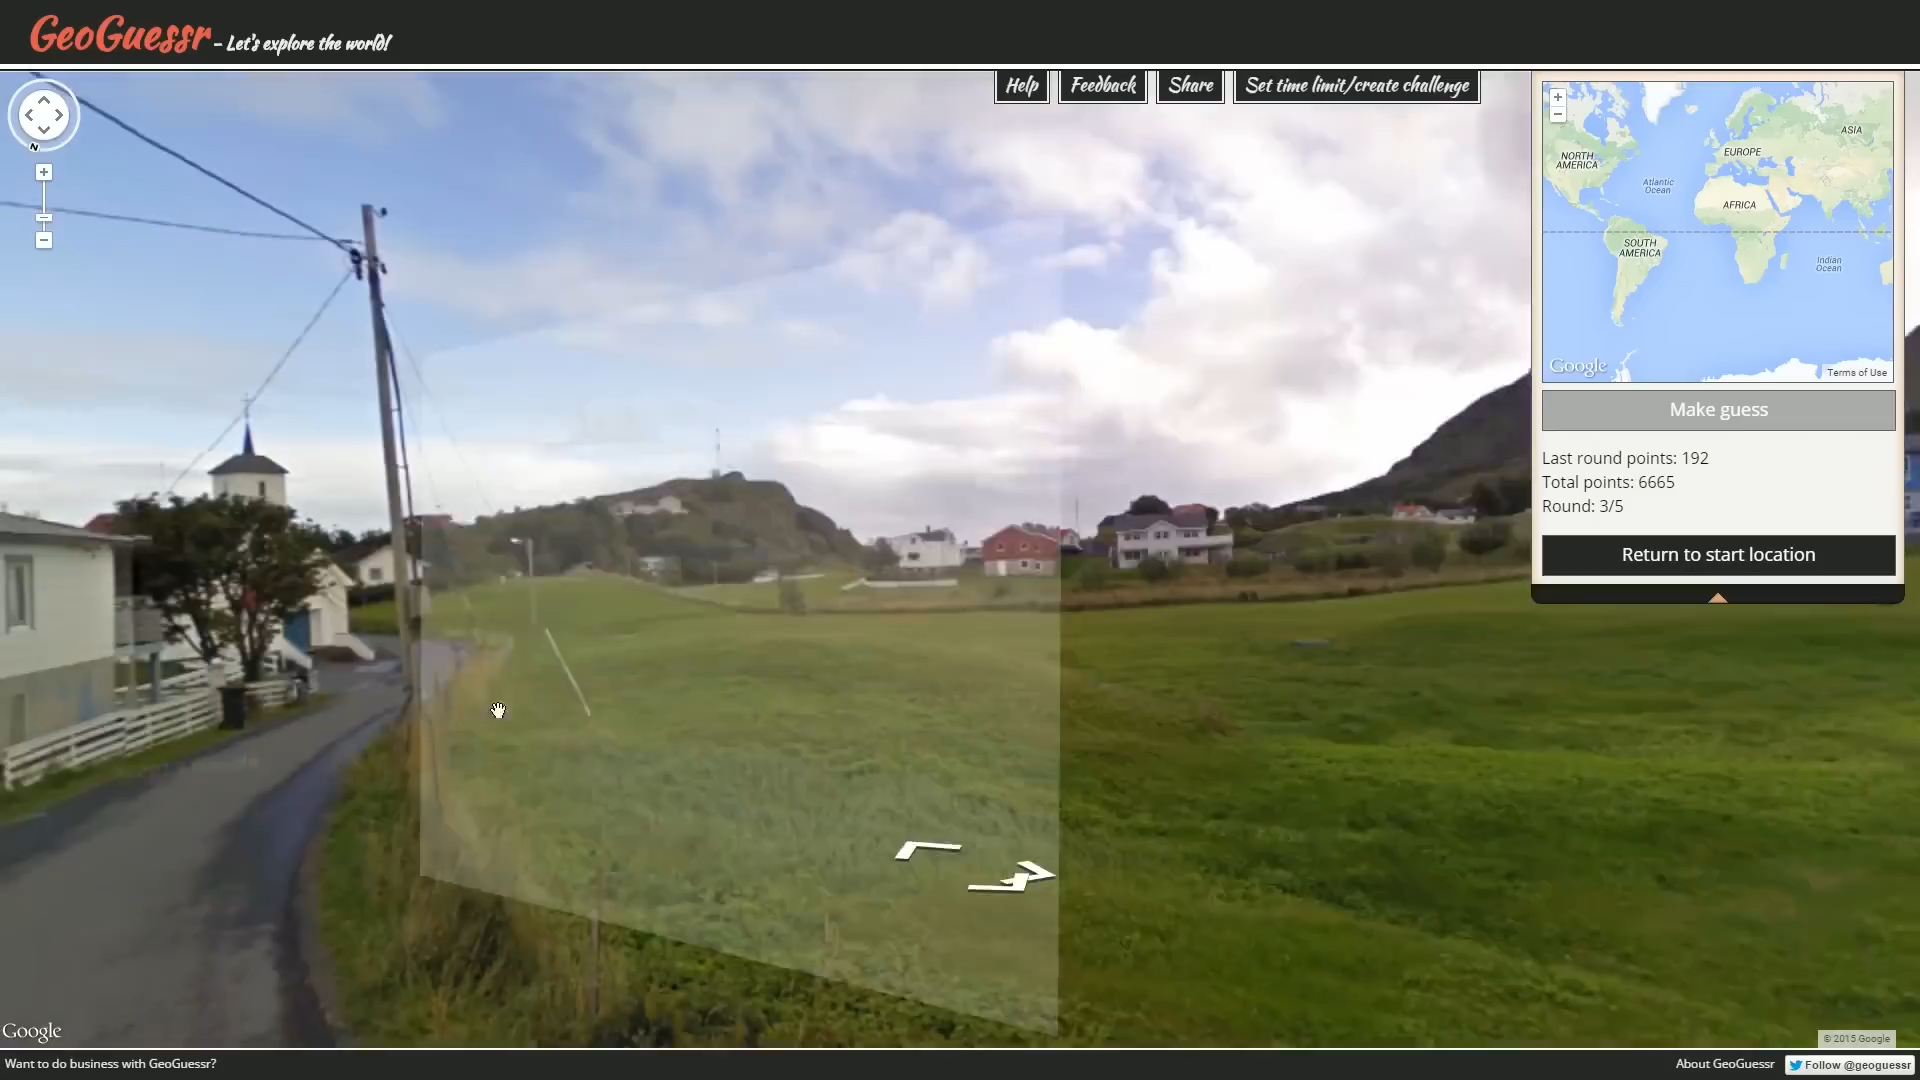 GeoGuessr - Let's explore the world!
Help
Feedback
Share
Set time limit/create challenge
N
+
−
+
−
NORTH AMERICA
EUROPE
ASIA
Atlantic Ocean
AFRICA
SOUTH AMERICA
Indian Ocean
Google
Terms of Use
Make guess
Last round points: 192
Total points: 6665
Round: 3/5
Return to start location
Google
© 2015 Google
Want to do business with GeoGuessr?
About GeoGuessr
Follow @geoguessr